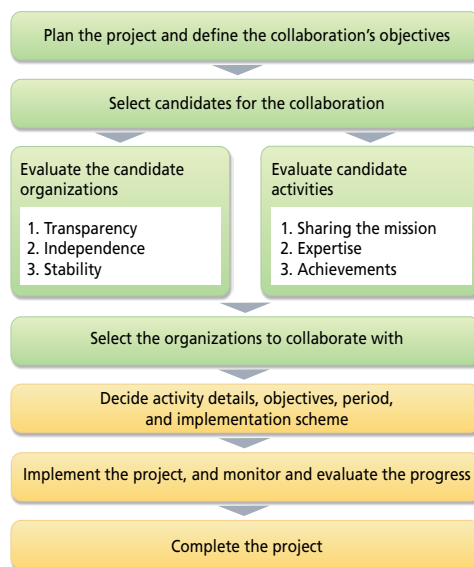 Plan the project and define the collaboration's objectives
Select candidates for the collaboration
Evaluate the candidate
organizations
1. Transparency
2. Independence
3. Stability
Evaluate candidate
activities
1. Sharing the mission
2. Expertise
3. Achievements
Select the organizations to collaborate with
Decide activity details, objectives, period,
and implementation scheme
Implement the project, and monitor and evaluate the progress
Complete the project